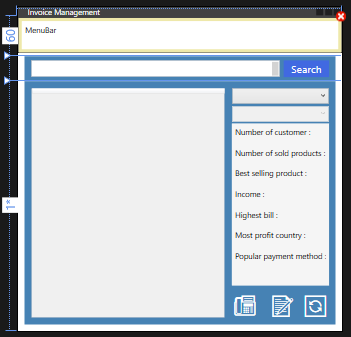 Invoice Management
60
MenuBar
Search
1*
Number of customer :
Number of sold products :
Best selling product :
Income :
Highest bill :
Most profit country :
Popular payment method :